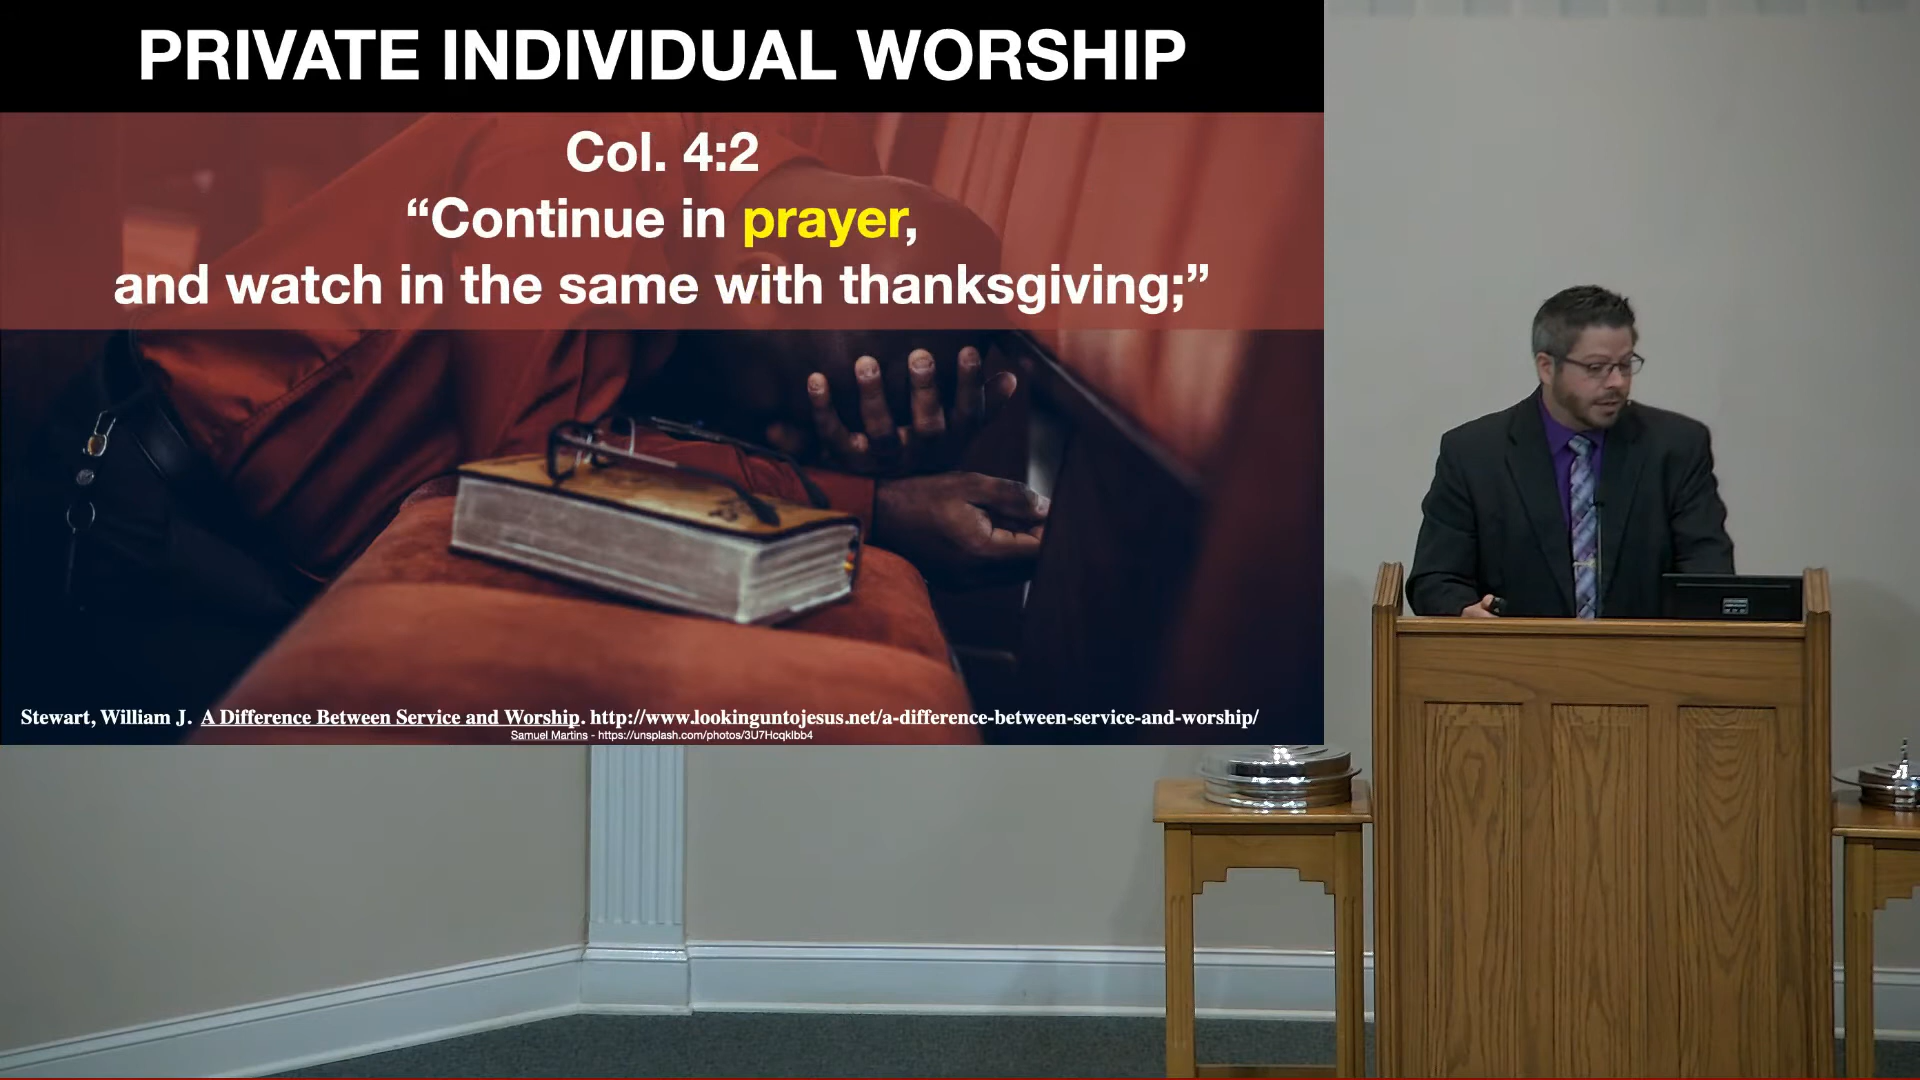 PRIVATE INDIVIDUAL WORSHIP
Col. 4:2
“Continue in prayer,
and watch in the same with thanksgiving;”
Stewart, William J. A Difference Between Service and Worship. http://www.lookinguntojesus.net/a-difference-between-service-and-worship/
Samuel Martins - https://unsplash.com/photos/3U7Hcqklbb4